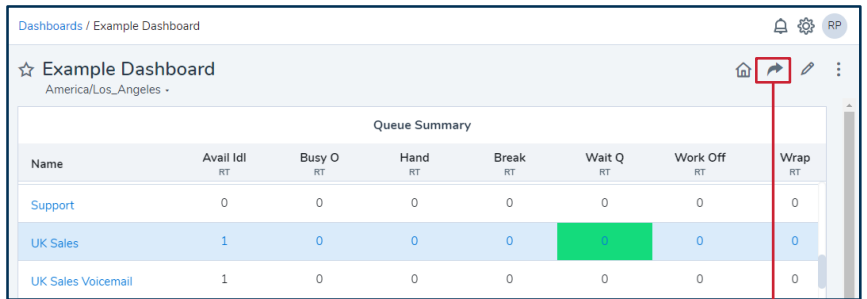 Dashboards / Example Dashboard RP
Example Dashboard
America/Los_Angeles
Queue Summary
Name Avail Idl Busy O Hand Break Wait Q Work Off Wrap
RT RT RT RT RT RT RT
Support 0 0 0 0 0 0 0
UK Sales 1 0 0 0 0 0 0
UK Sales Voicemail 1 0 0 0 0 0 0